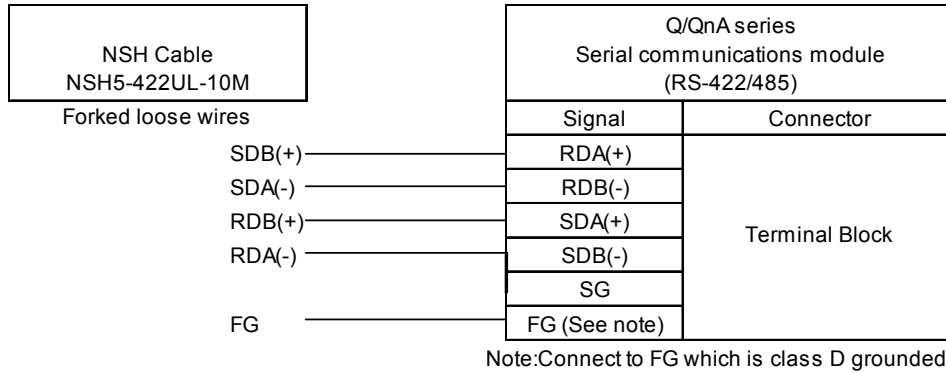 NSH Cable
NSH5-422UL-10M
Forked loose wires
Q/QnA series
Serial communications module
(RS-422/485)
Signal Connector
SDB(+) RDA(+)
SDA(-) RDB(-)
RDB(+) SDA(+)
Terminal Block
RDA(-) SDB(-)
SG
FG FG (See note)
Note:Connect to FG which is class D grounded